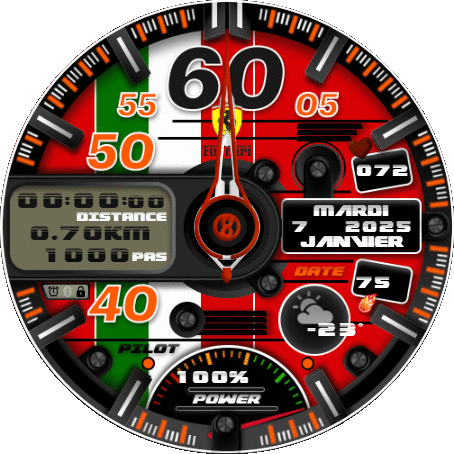 60
55 05
50
Ferrari
072
00:00:00
DISTANCE
0.70KM
1000 PAS
MARDI
7 2025
JANVIER
DATE
75
40
-23°
PILOT
100%
POWER